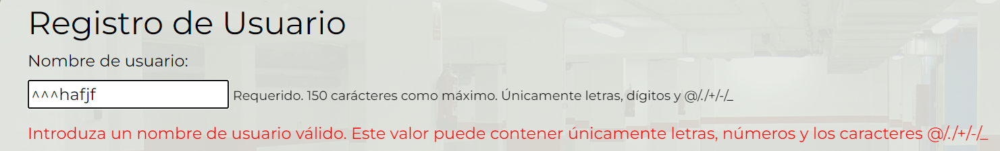 Registro de Usuario
Nombre de usuario:
^^^hafjf Requerido. 150 carácteres como máximo. Únicamente letras, dígitos y @/./+/-/_
Introduza un nombre de usuario válido. Este valor puede contener únicamente letras, números y los caracteres @/./+/-/_